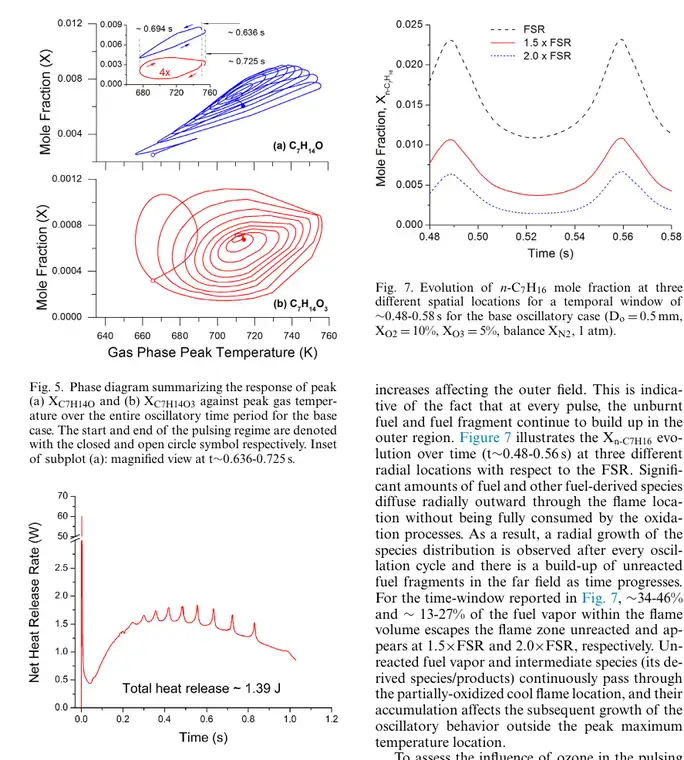 0.012
0.008
0.004
Mole Fraction (X)
0.009
0.006
0.003
0.000
680 720 760
~ 0.694 s
~ 0.636 s
~ 0.725 s
4x
(a) C7H14O
0.0012
0.0008
0.0004
0.0000
Mole Fraction (X)
(b) C7H14O3
640 660 680 700 720 740 760
Gas Phase Peak Temperature (K)
Fig. 5. Phase diagram summarizing the response of peak
(a) XC7H14O and (b) XC7H14O3 against peak gas temper-
ature over the entire oscillatory time period for the base
case. The start and end of the pulsing regime are denoted
with the closed and open circle symbol respectively. Inset
of subplot (a): magnified view at t∼0.636-0.725 s.
70
60
50
2.5
2.0
1.5
1.0
0.5
0.0
Net Heat Release Rate (W)
Total heat release ~ 1.39 J
0.0 0.2 0.4 0.6 0.8 1.0 1.2
Time (s)
0.025
0.020
0.015
0.010
0.005
0.000
Mole Fraction, Xn-C7H16
FSR
1.5 x FSR
2.0 x FSR
0.48 0.50 0.52 0.54 0.56 0.58
Time (s)
Fig. 7. Evolution of n-C7H16 mole fraction at three
different spatial locations for a temporal window of
∼0.48-0.58 s for the base oscillatory case (Do = 0.5 mm,
XO2 = 10%, XO3 = 5%, balance XN2, 1 atm).
increases affecting the outer field. This is indica-
tive of the fact that at every pulse, the unburnt
fuel and fuel fragment continue to build up in the
outer region. Figure 7 illustrates the Xn-C7H16 evo-
lution over time (t∼0.48-0.56 s) at three different
radial locations with respect to the FSR. Signifi-
cant amounts of fuel and other fuel-derived species
diffuse radially outward through the flame loca-
tion without being fully consumed by the oxida-
tion processes. As a result, a radial growth of the
species distribution is observed after every oscil-
lation cycle and there is a build-up of unreacted
fuel fragments in the far field as time progresses.
For the time-window reported in Fig. 7, ∼34-46%
and ∼ 13-27% of the fuel vapor within the flame
volume escapes the flame zone unreacted and ap-
pears at 1.5×FSR and 2.0×FSR, respectively. Un-
reacted fuel vapor and intermediate species (its de-
rived species/products) continuously pass through
the partially-oxidized cool flame location, and their
accumulation affects the subsequent growth of the
oscillatory behavior outside the peak maximum
temperature location.
To assess the influence of ozone in the pulsing